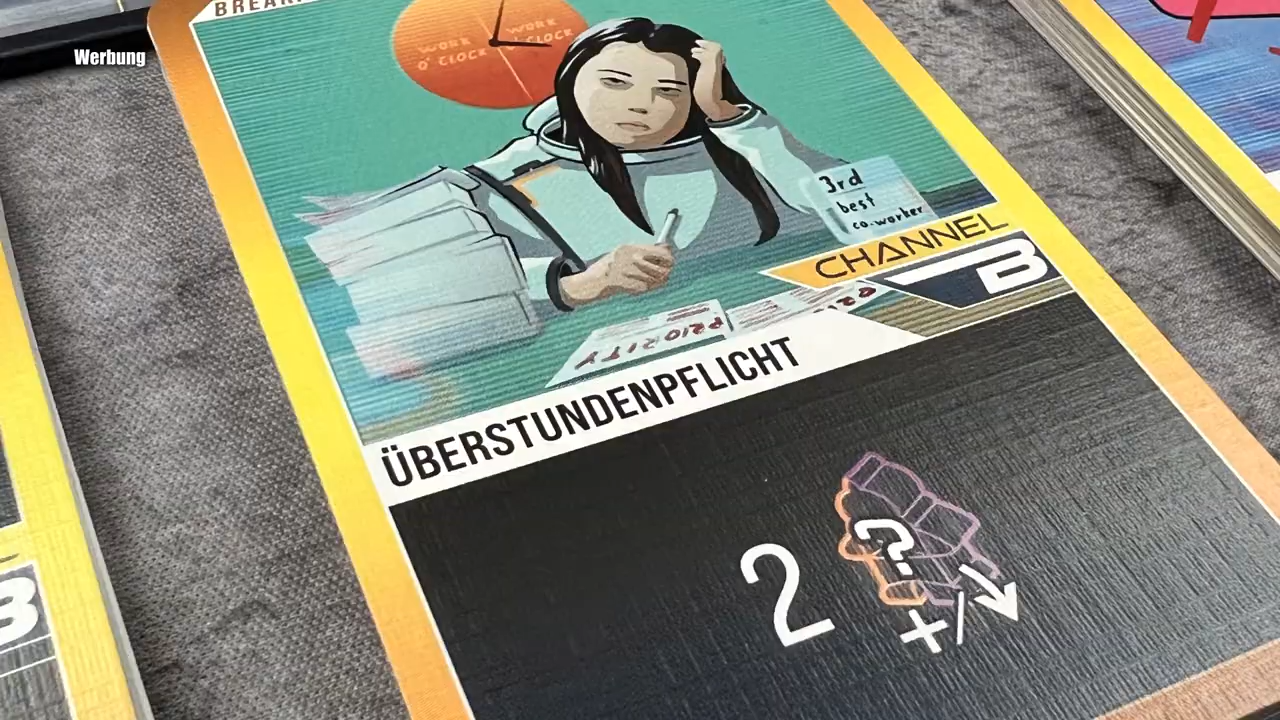 Werbung
WORK O' CLOCK
WORK O'CLOCK
3rd
best
co-worker
CHANNEL
B
PRIORITY
ÜBERSTUNDENPFLICHT
2 ?
+/
B